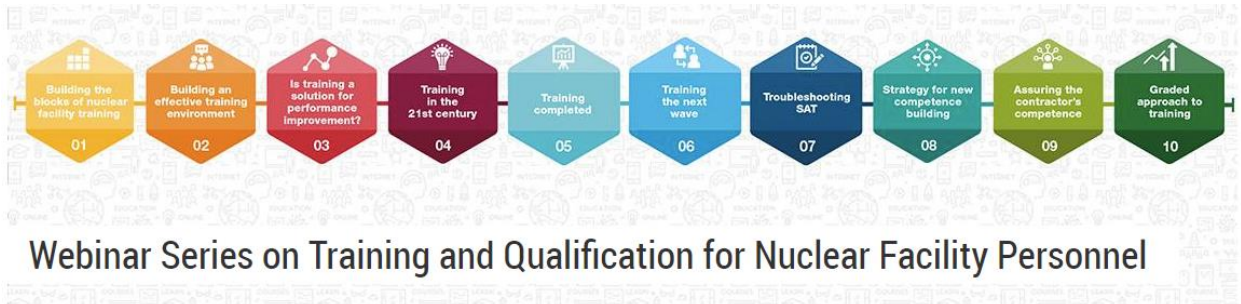 Building the
blocks of nuclear
facility training
01
Building an
effective training
environment
02
Is training a
solution for
performance
improvement?
03
Training
in the
21st century
04
Training
completed
05
Training
the next
wave
06
Troubleshooting
SAT
07
Strategy for new
competence
building
08
Assuring the
contractor's
competence
09
Graded
approach to
training
10
Webinar Series on Training and Qualification for Nuclear Facility Personnel